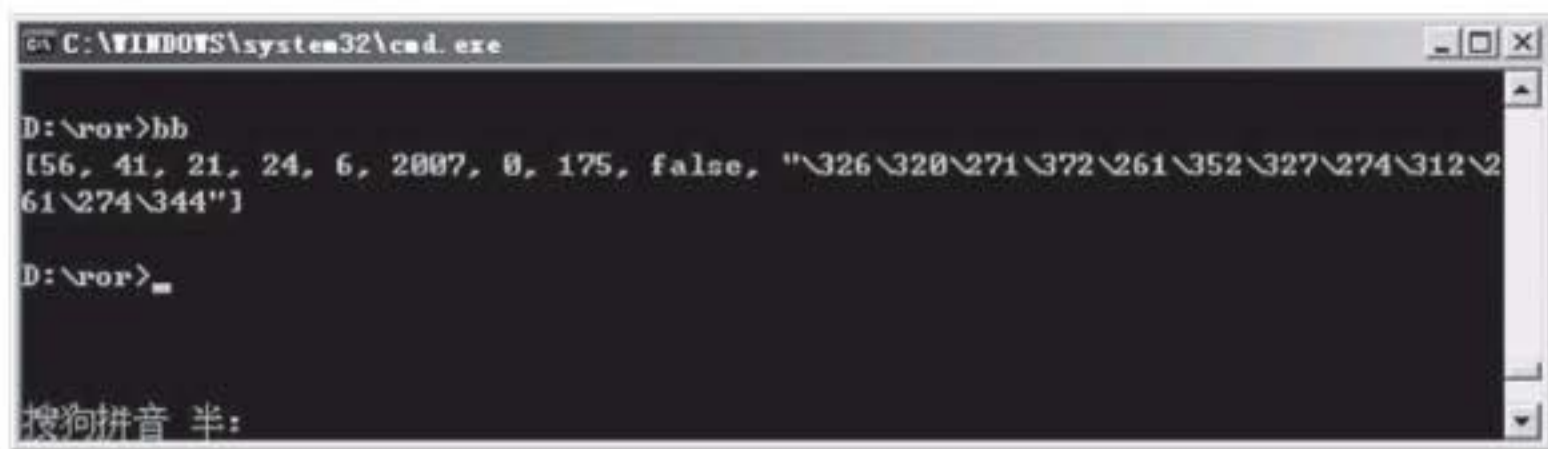 C:\WINDOWS\system32\cmd.exe
D:\ror>bb
[56, 41, 21, 24, 6, 2007, 0, 175, false, "\326\320\271\372\261\352\327\274\312\2
61\274\344"]
D:\ror>_
搜狗拼音 半: